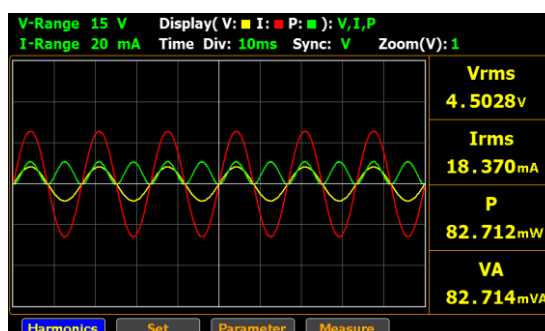 V-Range 15 V Display( V: I: P: ): V,I,P
I-Range 20 mA Time Div: 10ms Sync: V Zoom(V): 1
Vrms
4.5028V
Irms
18.370mA
P
82.712mW
VA
82.714mVA
Harmonics Set Parameter Measure